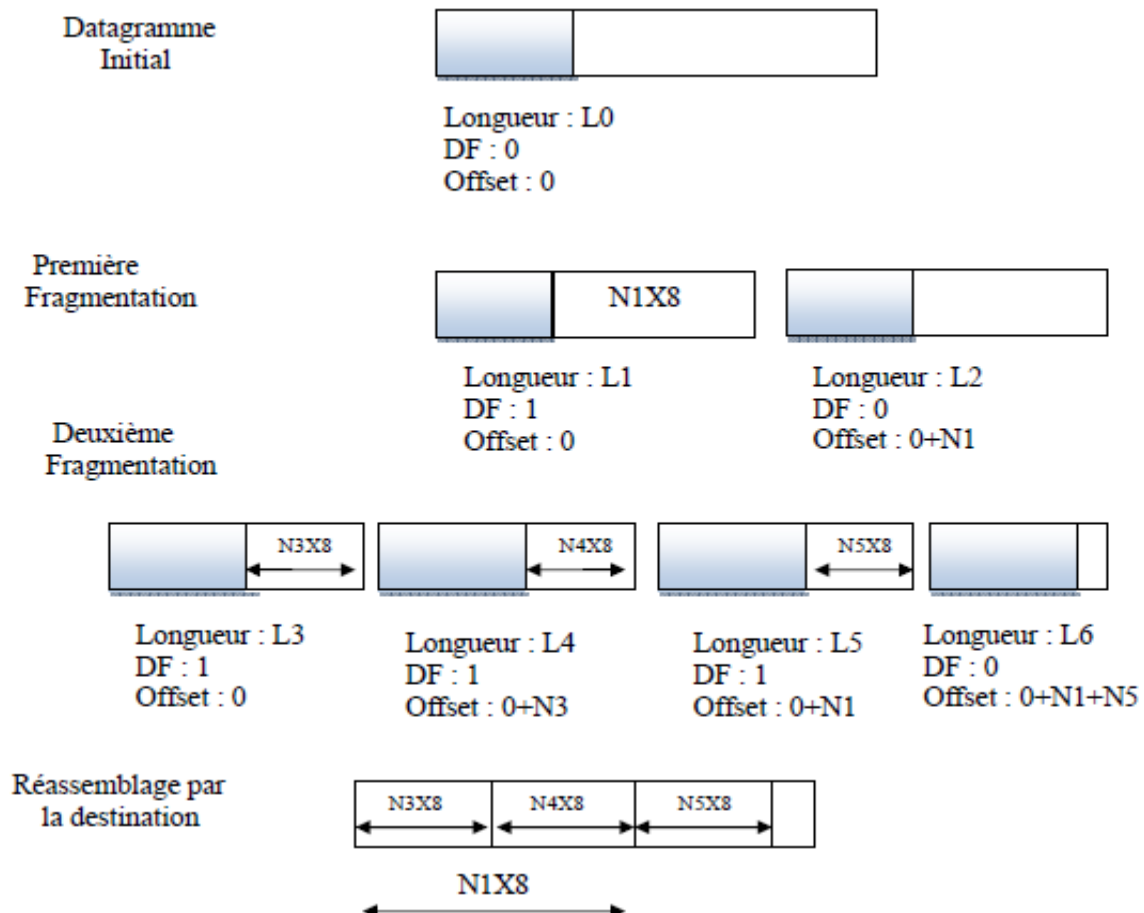 Datagramme
Initial
Longueur : L0
DF : 0
Offset : 0
Première
Fragmentation
N1X8
Longueur : L1
DF : 1
Offset : 0
Longueur : L2
DF : 0
Offset : 0+N1
Deuxième
Fragmentation
N3X8
N4X8
N5X8
Longueur : L3
DF : 1
Offset : 0
Longueur : L4
DF : 1
Offset : 0+N3
Longueur : L5
DF : 1
Offset : 0+N1
Longueur : L6
DF : 0
Offset : 0+N1+N5
Réassemblage par
la destination
N3X8
N4X8
N5X8
N1X8